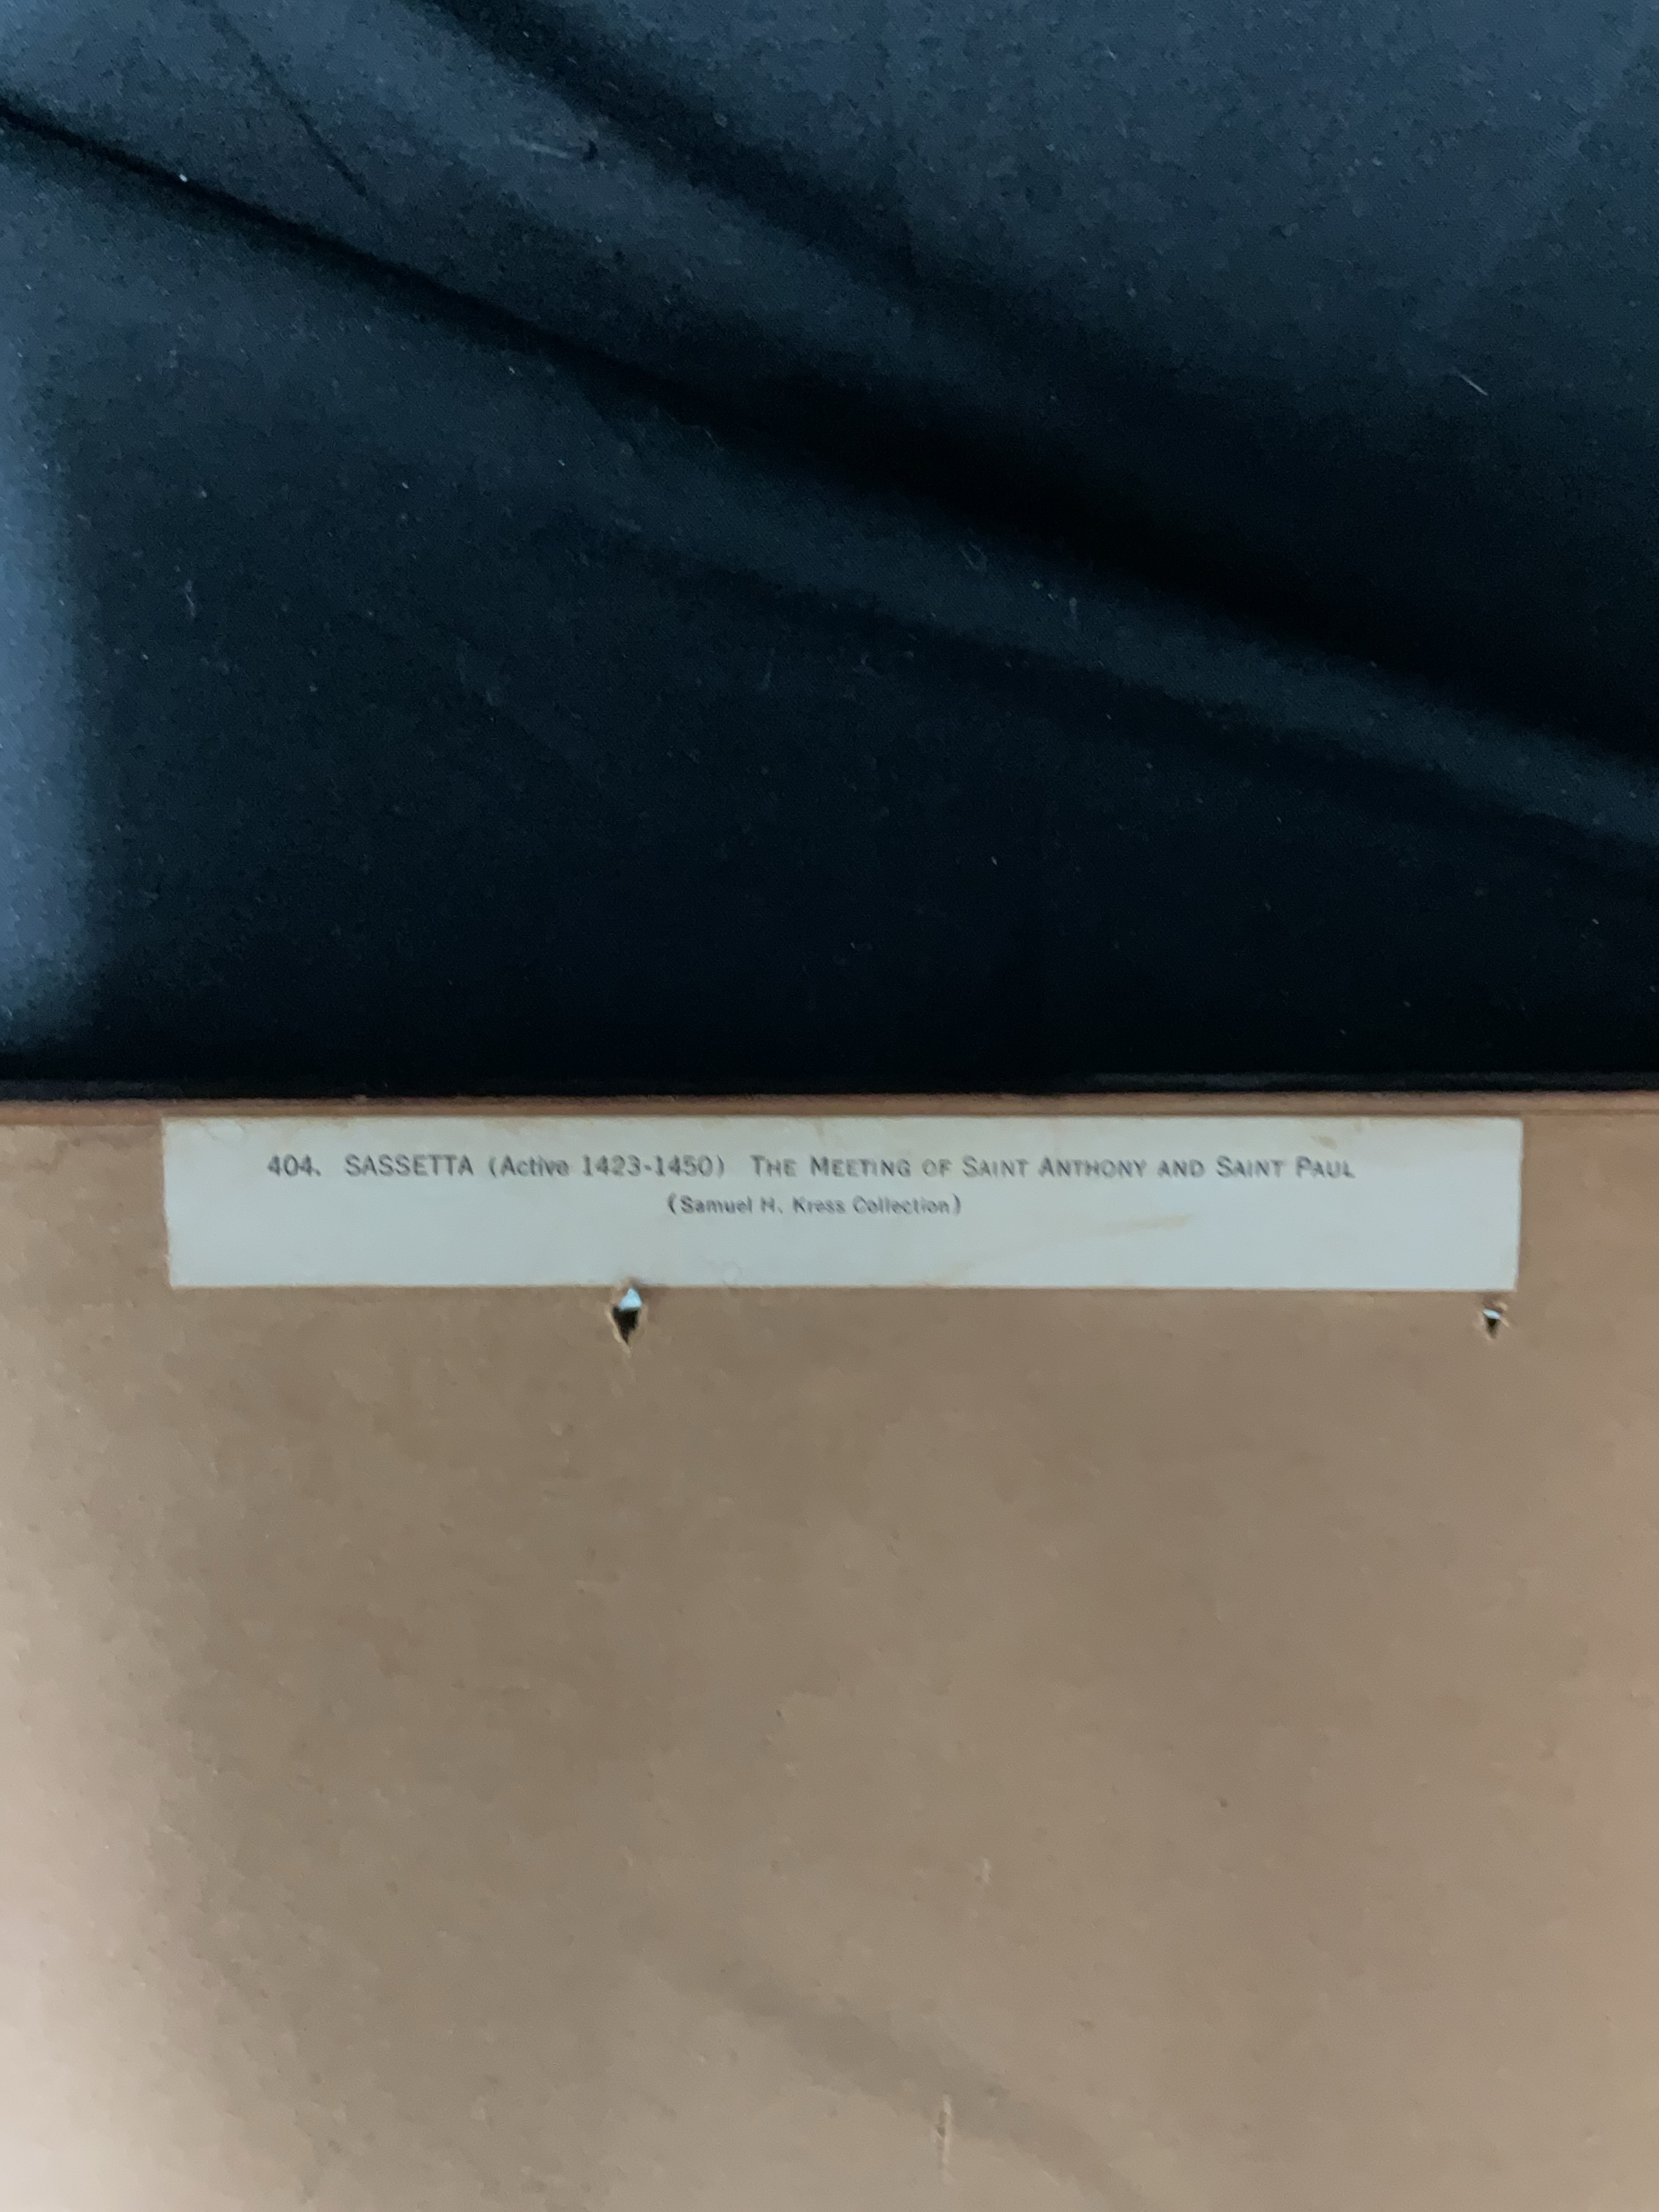 404. SASSETTA (Active 1423-1450) THE MEETING OF SAINT ANTHONY AND SAINT PAUL
(Samuel H. Kress Collection)